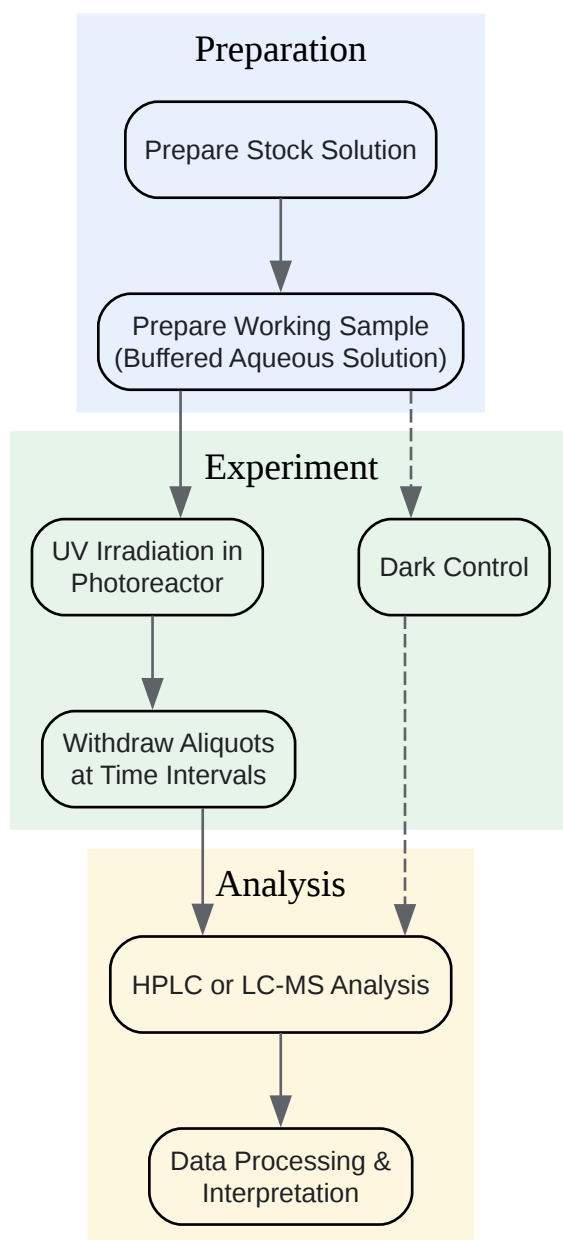 Preparation
Prepare Stock Solution
Prepare Working Sample
(Buffered Aqueous Solution)
Experiment
UV Irradiation in
Photoreactor
Dark Control
Withdraw Aliquots
at Time Intervals
Analysis
HPLC or LC-MS Analysis
Data Processing &
Interpretation